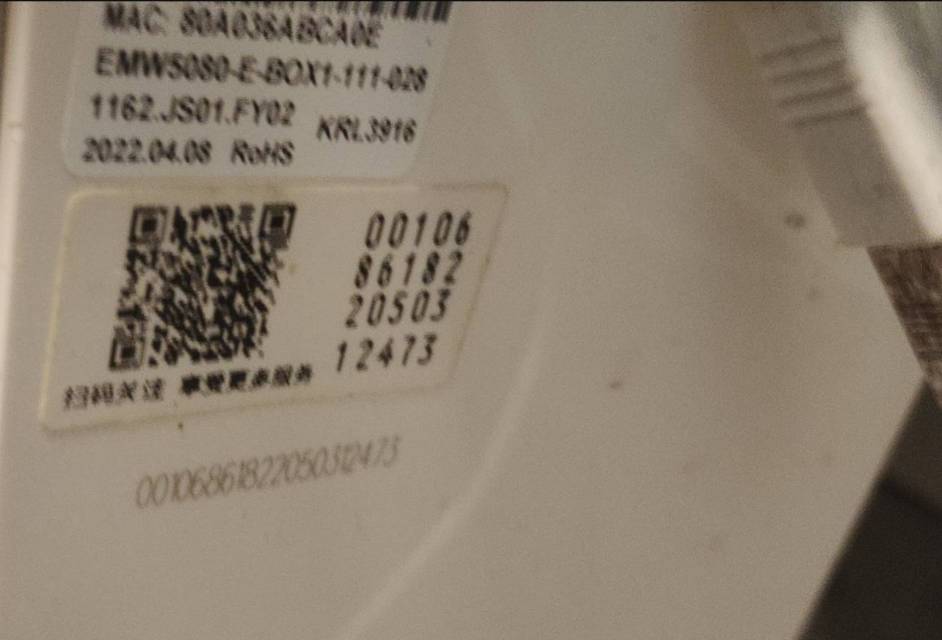 MAC: 80A036ABCA0E
EMW5080-E-BOX1-111-028
1162.JS01.FY02
KRL3916
2022.04.08 RoHS
00106
86182
20503
12473
扫码关注 享受更多服务
00106861822050312473